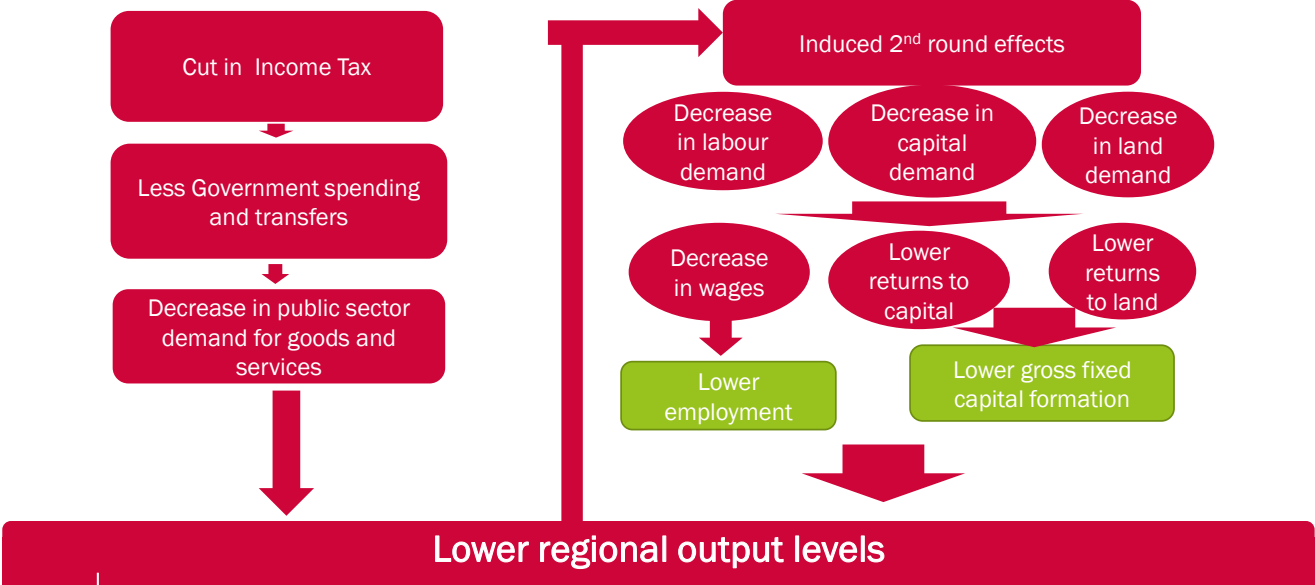 Cut in Income Tax
Less Government spending
and transfers
Decrease in public sector
demand for goods and
services
Induced 2nd round effects
Decrease
in labour
demand
Decrease in
capital
demand
Decrease
in land
demand
Decrease
in wages
Lower
returns to
capital
Lower
returns
to land
Lower
employment
Lower gross fixed
capital formation
Lower regional output levels